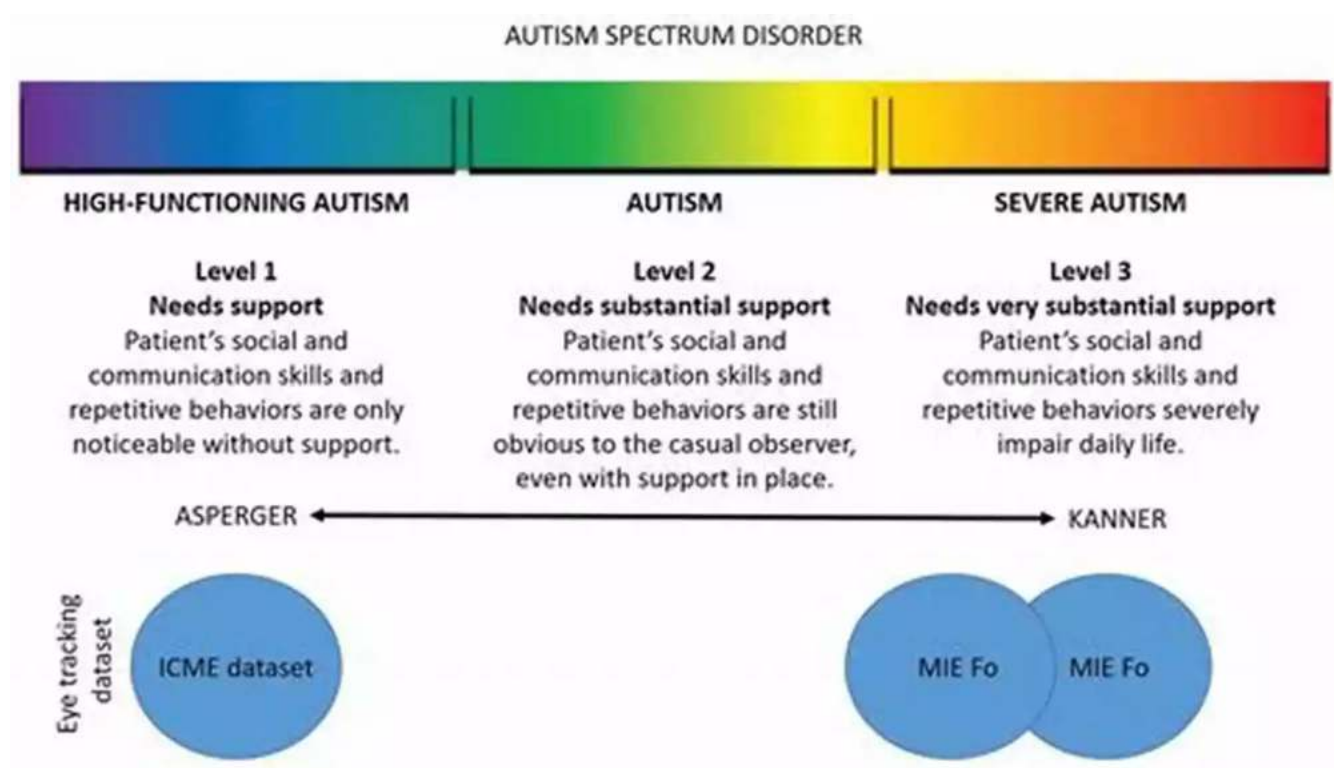 AUTISM SPECTRUM DISORDER
HIGH-FUNCTIONING AUTISM
Level 1
Needs support
Patient's social and
communication skills and
repetitive behaviors are only
noticeable without support.
AUTISM
Level 2
Needs substantial support
Patient's social and
communication skills and
repetitive behaviors are still
obvious to the casual observer,
even with support in place.
SEVERE AUTISM
Level 3
Needs very substantial support
Patient's social and
communication skills and
repetitive behaviors severely
impair daily life.
ASPERGER
KANNER
Eye tracking
dataset
ICME dataset
MIE Fo
MIE Fo